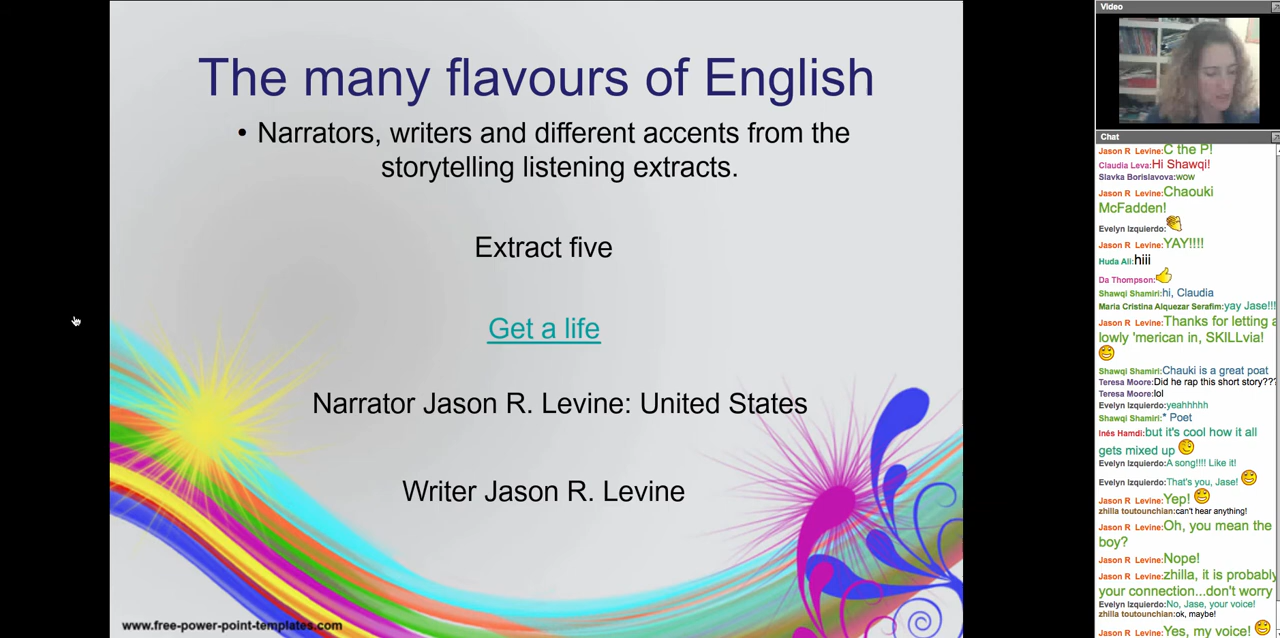 The many flavours of English
• Narrators, writers and different accents from the
storytelling listening extracts.
Extract five
Get a life
Narrator Jason R. Levine: United States
Writer Jason R. Levine
www.free-power-point-templates.com
Video
Chat
Jason R Levine:C the P!
Claudia Leva:Hi Shawqi!
Slavka Borislavova:wow
Jason R Levine:Chaouki
McFadden!
Evelyn Izquierdo:
Jason R Levine:YAY!!!!
Huda Ali:hiii
Da Thompson:
Shawqi Shamiri:hi, Claudia
Maria Cristina Alquezar Serafim:yay Jase!!!
Jason R Levine:Thanks for letting a
lowly 'merican in, SKILLvia!
Shawqi Shamiri:Chauki is a great poat
Teresa Moore:Did he rap this short story???
Teresa Moore:lol
Evelyn Izquierdo:yeahhhhh
Shawqi Shamiri:* Poet
Inés Hamdi:but it's cool how it all
gets mixed up
Evelyn Izquierdo:A song!!!! Like it!
Evelyn Izquierdo:That's you, Jase!
Jason R Levine:Yep!
zhilla toutounchian:can't hear anything!
Jason R Levine:Oh, you mean the
boy?
Jason R Levine:Nope!
Jason R Levine:zhilla, it is probably
your connection...don't worry
Evelyn Izquierdo:No, Jase, your voice!
zhilla toutounchian:ok, maybe!
Jason R Levine:Yes, my voice!